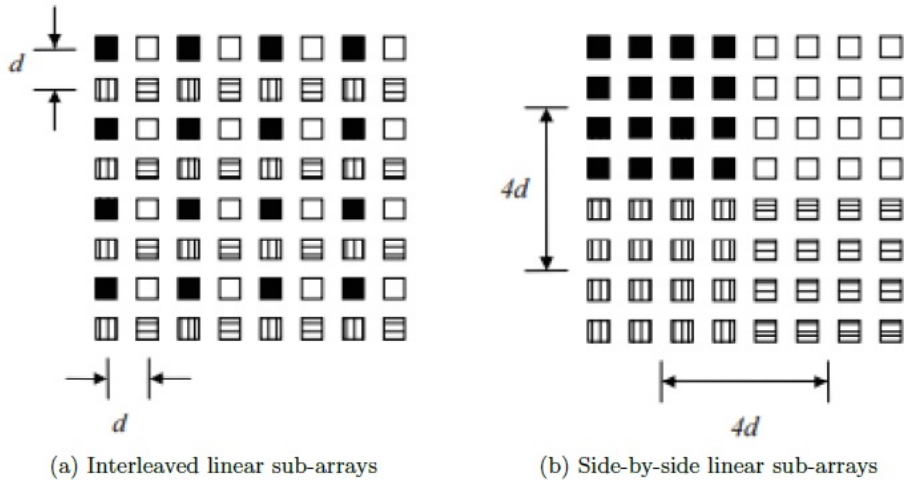 d
d
(a) Interleaved linear sub-arrays
4d
4d
(b) Side-by-side linear sub-arrays